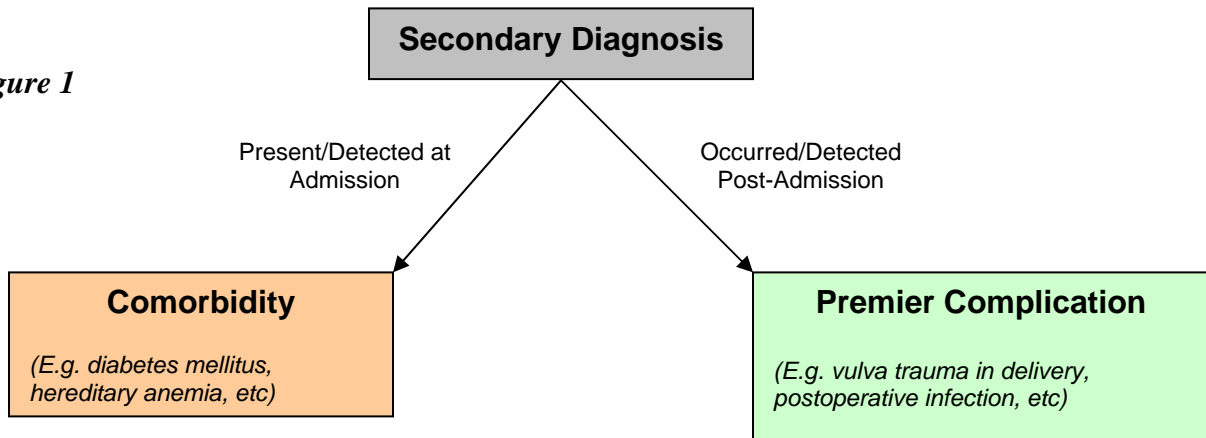 Secondary Diagnosis
gure 1
Present/Detected at
Admission
Occurred/Detected
Post-Admission
Comorbidity
(E.g. diabetes mellitus,
hereditary anemia, etc)
Premier Complication
(E.g. vulva trauma in delivery,
postoperative infection, etc)